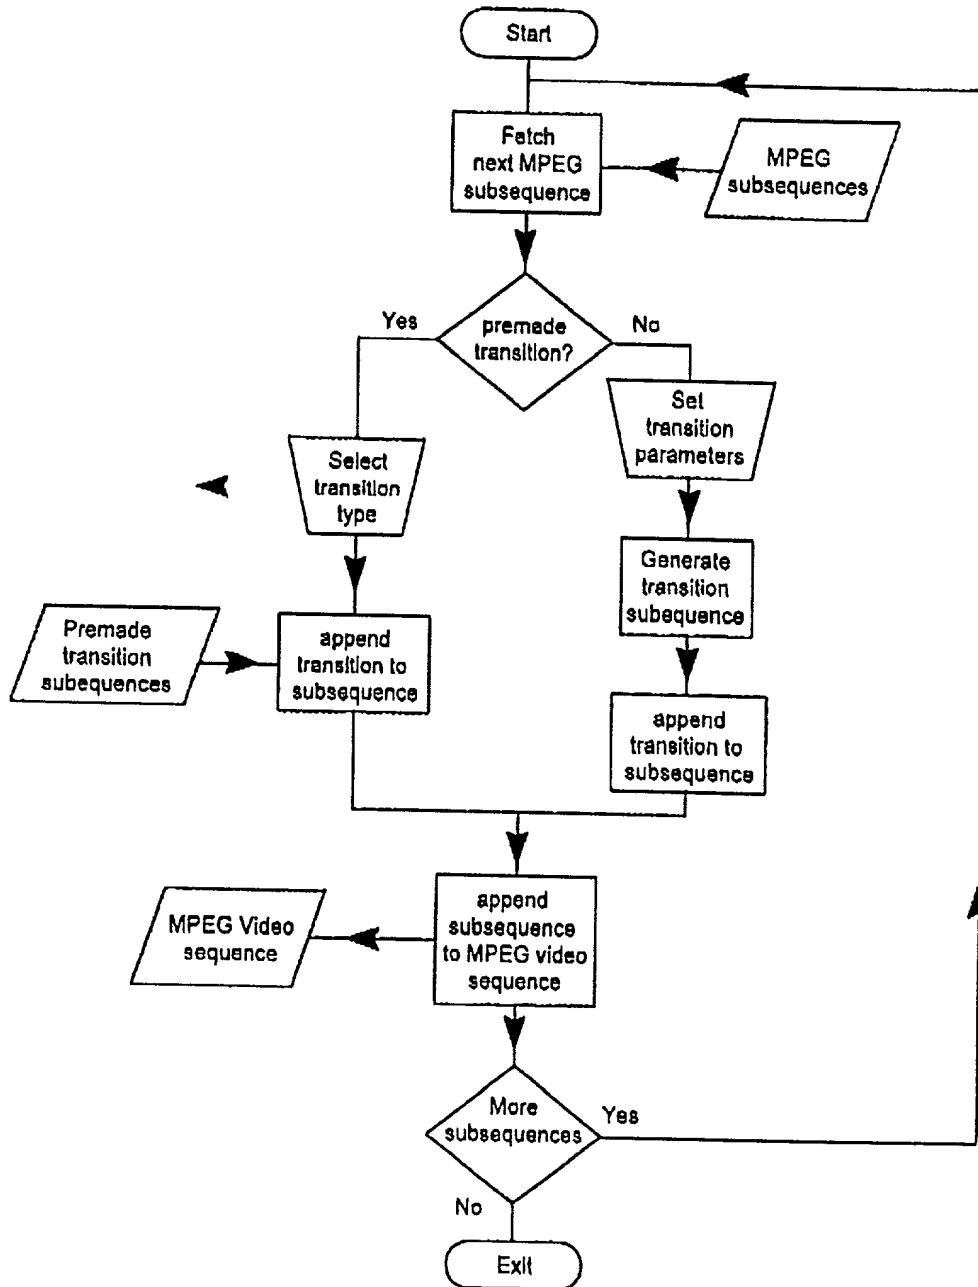 Start
Fetch
next MPEG
subsequence
MPEG
subsequences
Yes
premade
transition?
No
Set
transition
parameters
Select
transition
type
Generate
transition
subequence
Premade
transition
subequences
append
transition to
subsequence
append
transition to
subsequence
append
subsequence
to MPEG video
sequence
MPEG Video
sequence
More
subsequences
Yes
No
Exit